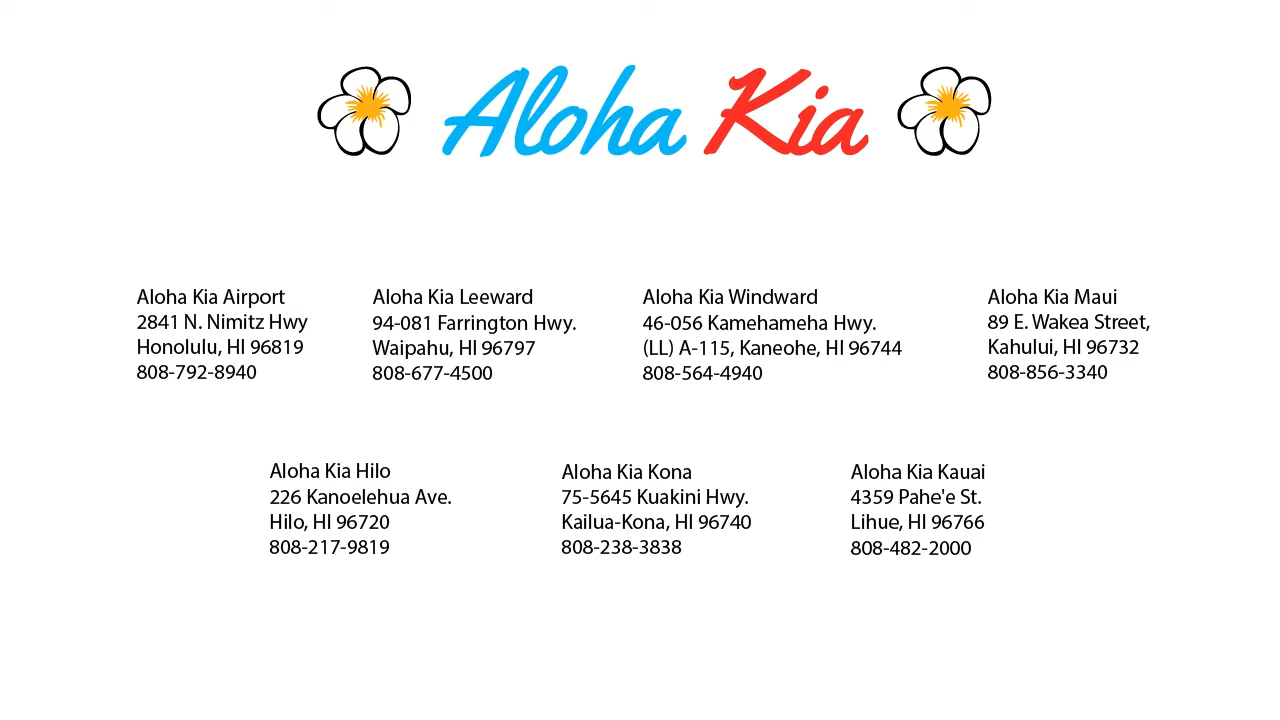 Aloha Kia
Aloha Kia Airport
2841 N. Nimitz Hwy
Honolulu, HI 96819
808-792-8940
Aloha Kia Leeward
94-081 Farrington Hwy.
Waipahu, HI 96797
808-677-4500
Aloha Kia Windward
46-056 Kamehameha Hwy.
(LL) A-115, Kaneohe, HI 96744
808-564-4940
Aloha Kia Maui
89 E. Wakea Street,
Kahului, HI 96732
808-856-3340
Aloha Kia Hilo
226 Kanoelehua Ave.
Hilo, HI 96720
808-217-9819
Aloha Kia Kona
75-5645 Kuakini Hwy.
Kailua-Kona, HI 96740
808-238-3838
Aloha Kia Kauai
4359 Pahe'e St.
Lihue, HI 96766
808-482-2000